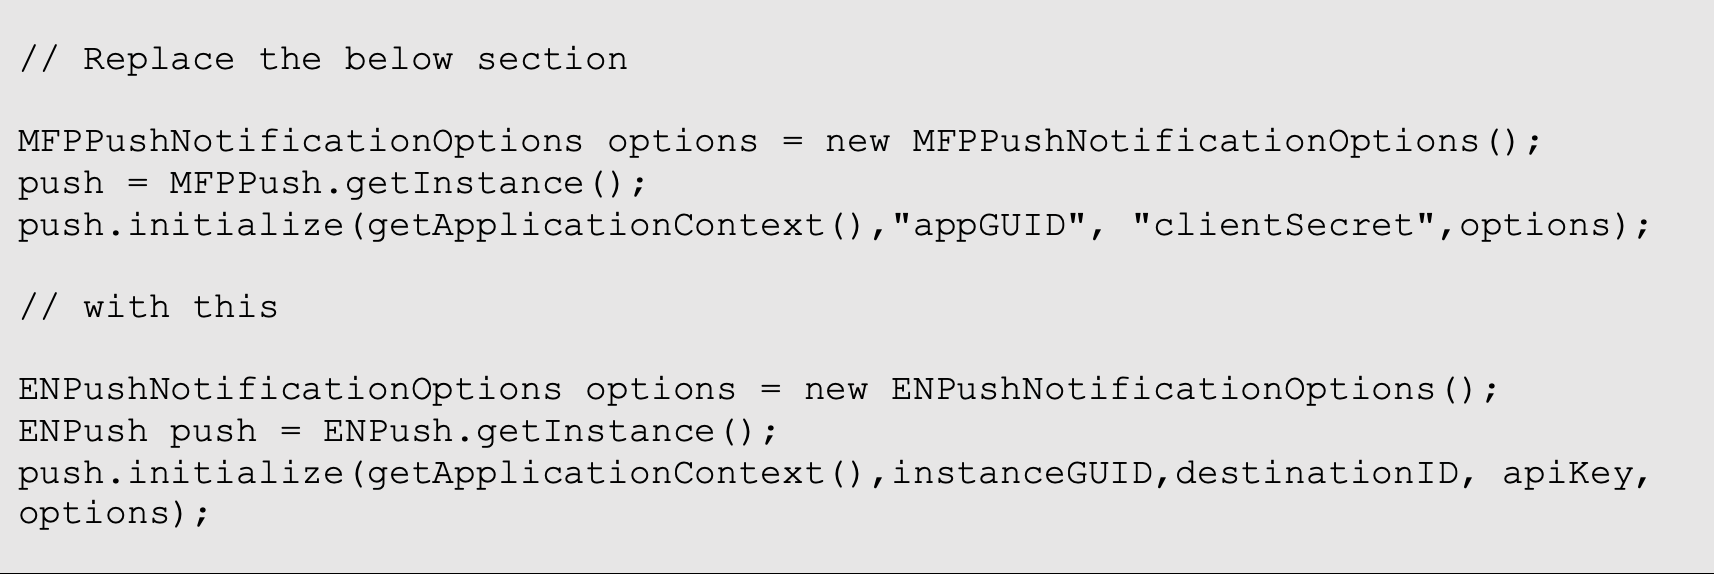 // Replace the below section
MFPPushNotificationOptions options = new MFPPushNotificationOptions();
push = MFPPush.getInstance();
push.initialize(getApplicationContext(),"appGUID", "clientSecret",options);
// with this
ENPushNotificationOptions options = new ENPushNotificationOptions();
ENPush push = ENPush.getInstance();
push.initialize(getApplicationContext(),instanceGUID,destinationID, apiKey,
options);